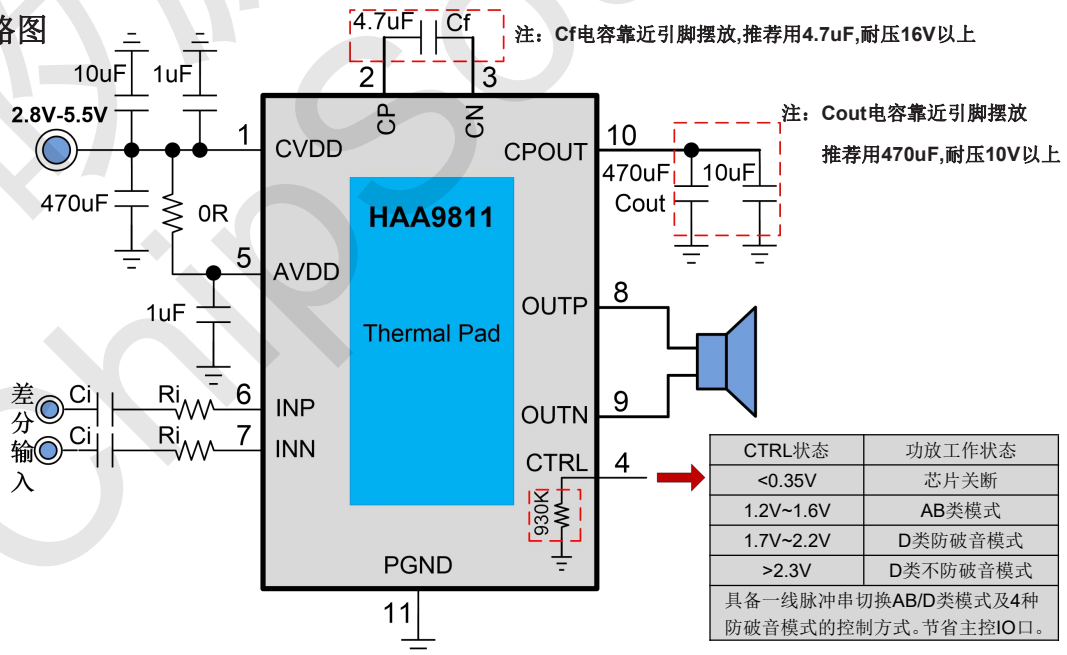 络图
4.7uF Cf
注：Cf电容靠近引脚摆放,推荐用4.7uF,耐压16V以上
10uF 1uF
2 3
CP CN
2.8V-5.5V
注：Cout电容靠近引脚摆放
推荐用470uF,耐压10V以上
1
CVDD
10
CPOUT
470uF
0R
470uF 10uF
Cout
HAA9811
5
AVDD
1uF
Thermal Pad
8
OUTP
9
OUTN
差分输入
Ci Ri 6
INP
Ci Ri 7
INN
CTRL
4
930K
PGND
11
CTRL状态 功放工作状态
<0.35V 芯片关断
1.2V~1.6V AB类模式
1.7V~2.2V D类防破音模式
>2.3V D类不防破音模式
具备一线脉冲串切换AB/D类模式及4种
防破音模式的控制方式。节省主控IO口。